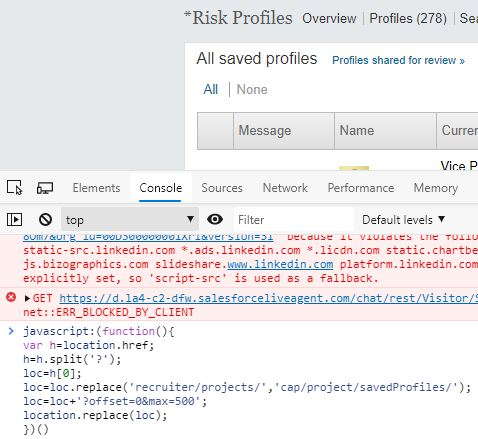 *Risk Profiles Overview Profiles (278) Sea
All saved profiles Profiles shared for review »
All None
Message Name Curre
Vice P
Elements Console Sources Network Performance Memory
top Filter Default levels
static-src.linkedin.com *.ads.linkedin.com *.licdn.com static.chartbe
js.bizographics.com slideshare.www.linkedin.com platform.linkedin.com
explicitly set, so 'script-src' is used as a fallback.
GET https://d.la4-c2-dfw.salesforceliveagent.com/chat/rest/Visitor/S
net::ERR_BLOCKED_BY_CLIENT
javascript:(function(){
var h=location.href;
h=h.split('?');
loc=h[0];
loc=loc.replace('recruiter/projects/','cap/project/savedProfiles/');
loc=loc+'?offset=0&max=500';
location.replace(loc);
})()